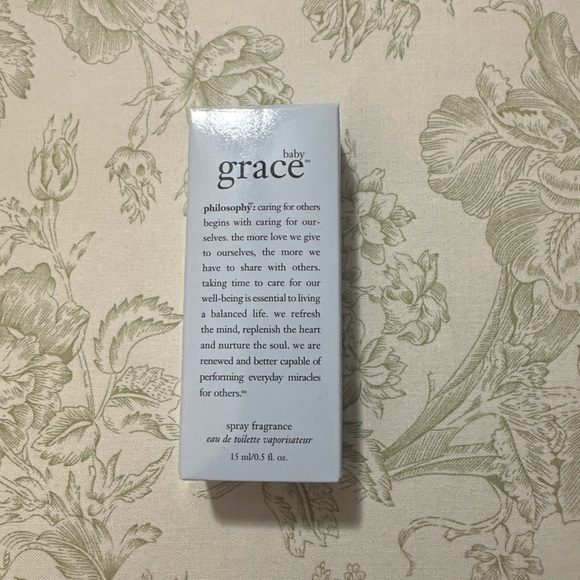 baby
grace™
philosophy™: caring for others
begins with caring for our-
selves. the more love we give
to ourselves, the more we
have to share with others.
taking time to care for our
well-being is essential to living
a balanced life. we refresh
the mind, replenish the heart
and nurture the soul. we are
renewed and better capable of
performing everyday miracles
for others.℠
spray fragrance
eau de toilette vaporisateur
15 ml/0.5 fl. oz.